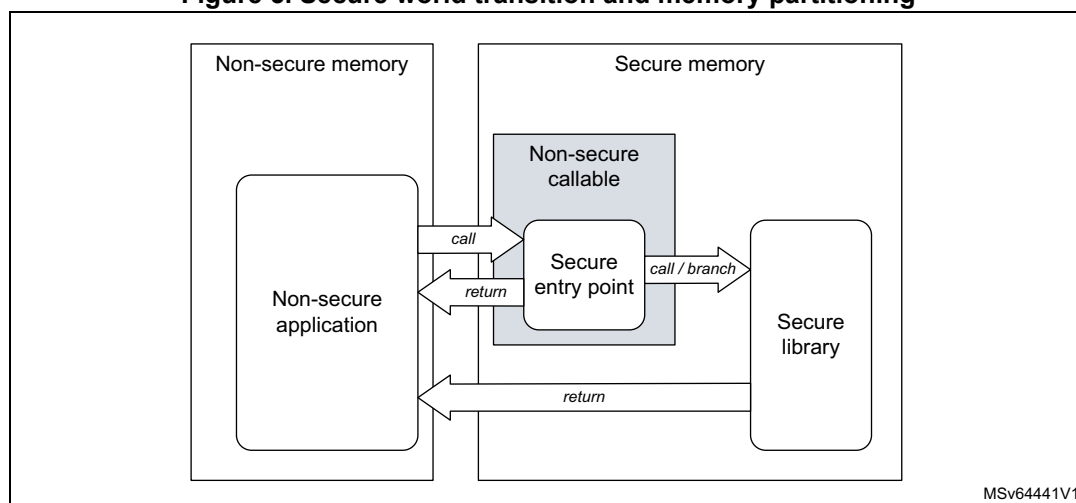 Figure 3. Secure world transition and memory partitioning
Non-secure memory
Secure memory
Non-secure
callable
call
Secure
entry point
call / branch
return
Non-secure
application
Secure
library
return
MSv64441V1